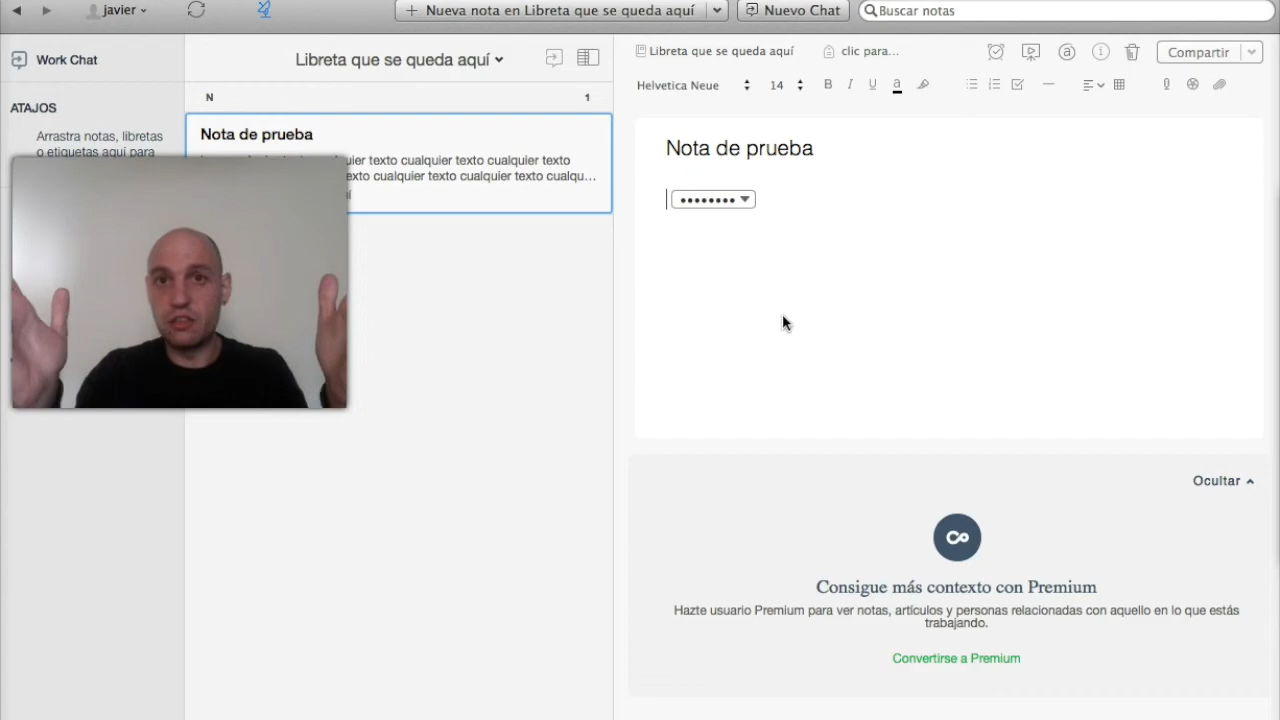 javier
Nueva nota en Libreta que se queda aquí
Nuevo Chat
Buscar notas
Work Chat
Libreta que se queda aquí
Libreta que se queda aquí
clic para...
Compartir
ATAJOS
N
1
Helvetica Neue
14
B
I
U
a
Arrastra notas, libretas
o etiquetas aquí para
Nota de prueba
texto cualquier texto cualquier texto
texto cualquier texto cualquier texto cualqu...
Nota de prueba
Ocultar
Consigue más contexto con Premium
Hazte usuario Premium para ver notas, artículos y personas relacionadas con aquello en lo que estás
trabajando.
Convertirse a Premium